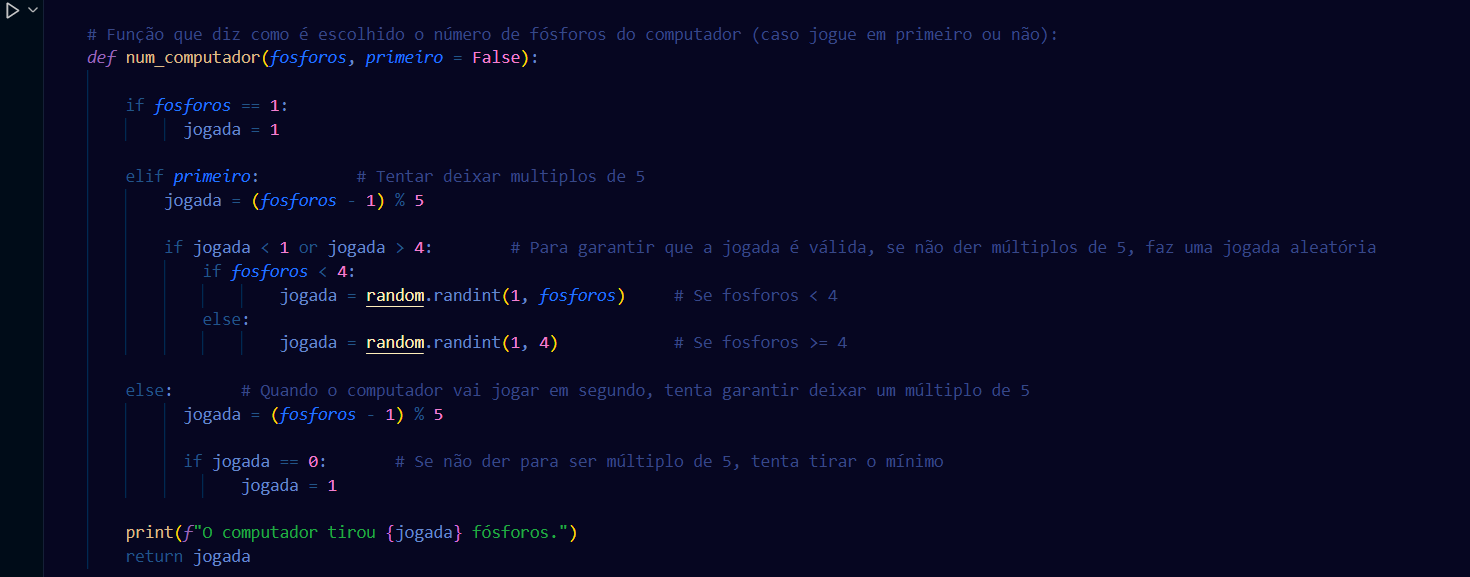 # Função que diz como é escolhido o número de fósforos do computador (caso jogue em primeiro ou não):
def num_computador(fosforos, primeiro = False):
if fosforos == 1:
jogada = 1
elif primeiro: # Tentar deixar multiplos de 5
jogada = (fosforos - 1) % 5
if jogada < 1 or jogada > 4: # Para garantir que a jogada é válida, se não der múltiplos de 5, faz uma jogada aleatória
if fosforos < 4:
jogada = random.randint(1, fosforos) # Se fosforos < 4
else:
jogada = random.randint(1, 4) # Se fosforos >= 4
else: # Quando o computador vai jogar em segundo, tenta garantir deixar um múltiplo de 5
jogada = (fosforos - 1) % 5
if jogada == 0: # Se não der para ser múltiplo de 5, tenta tirar o mínimo
jogada = 1
print(f"O computador tirou {jogada} fósforos.")
return jogada